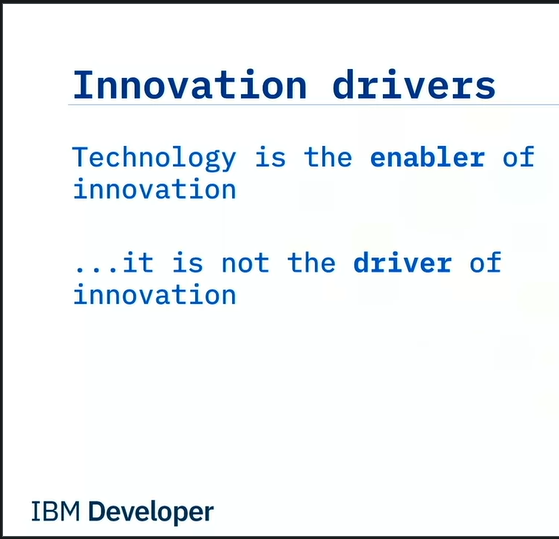 Innovation drivers
Technology is the enabler of
innovation
...it is not the driver of
innovation
IBM Developer